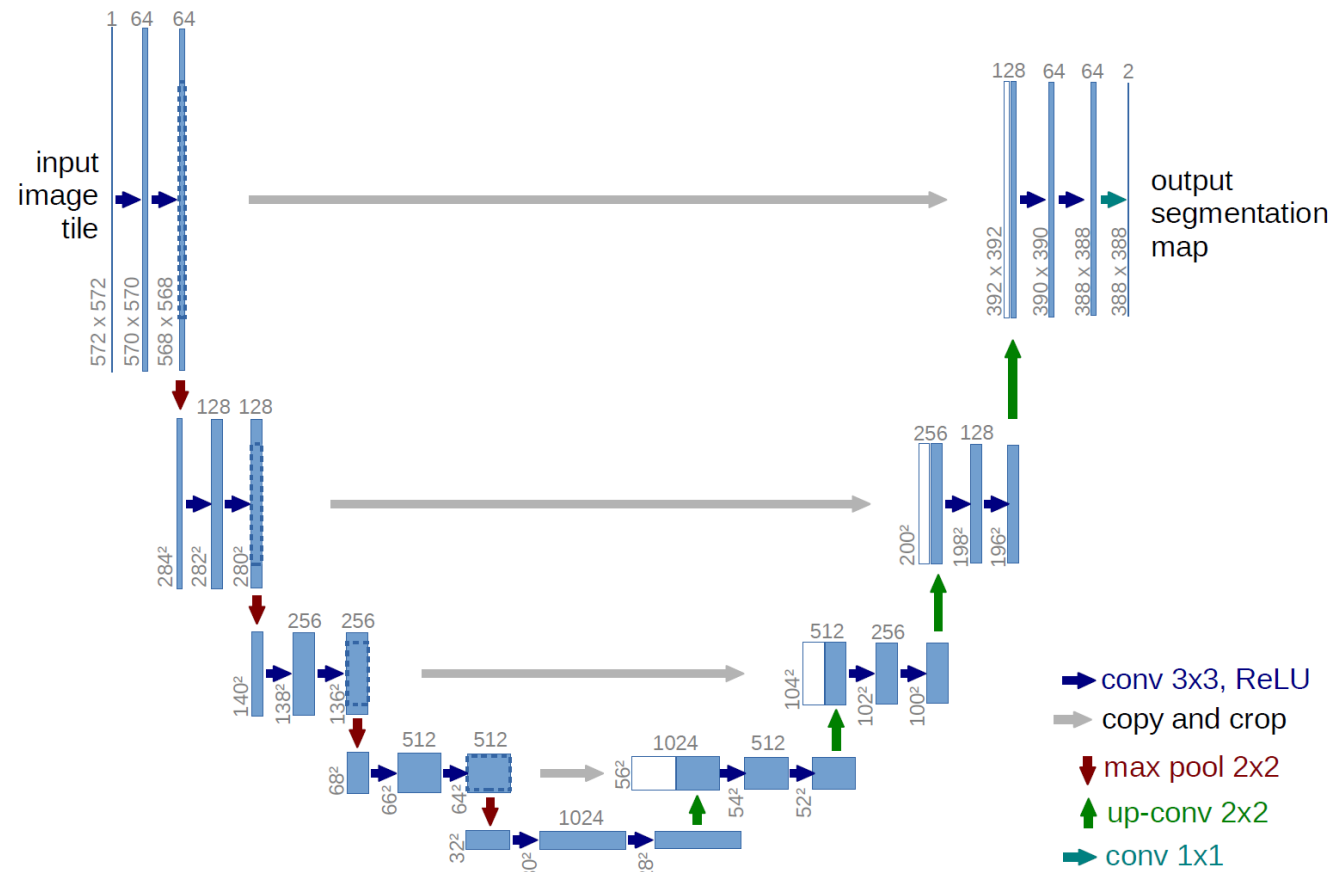 1 64 64
128 64 64 2
input
image
tile
output
segmentation
map
572 x 572
570 x 570
568 x 568
392 x 392
390 x 390
388 x 388
388 x 388
128 128
256 128
284²
282²
280²
200²
198²
196²
256 256
512 256
140²
138²
136²
104²
102²
100²
512 512
1024 512
68²
66²
64²
56²
54²
52²
1024
32²
conv 3x3, ReLU
copy and crop
max pool 2x2
up-conv 2x2
conv 1x1